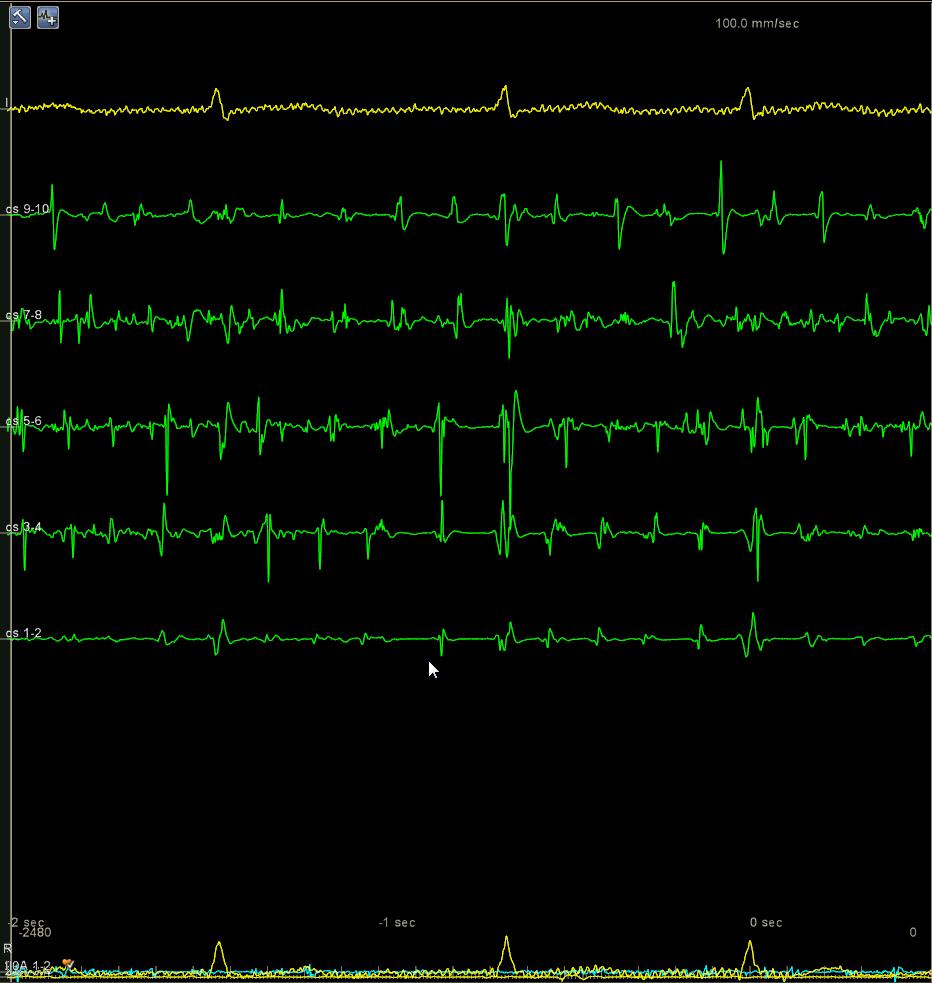 100.0 mm/sec
I
cs 9-10
cs 7-8
cs 5-6
cs 3-4
cs 1-2
-2 sec
-1 sec
0 sec
-2480
0